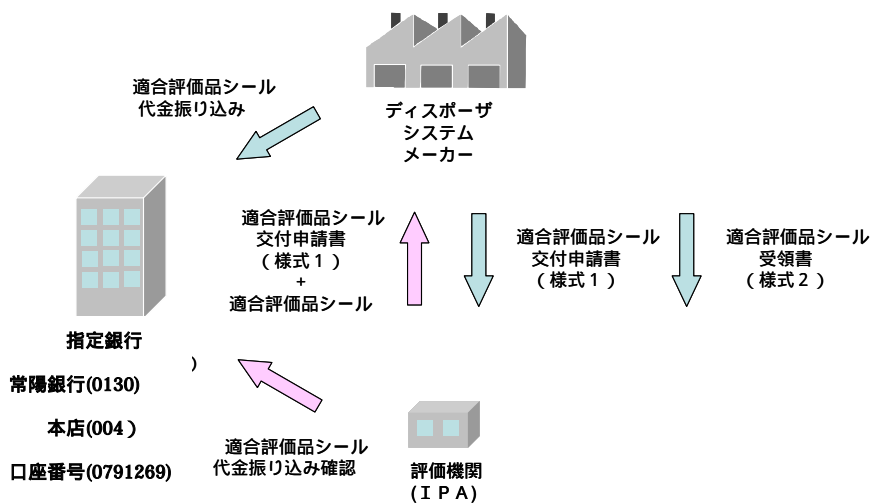 適合評価品シール
代金振り込み
ディスポーザ
システム
メーカー
適合評価品シール
交付申請書
(様式1)
+
適合評価品シール
適合評価品シール
交付申請書
(様式1)
適合評価品シール
受領書
(様式2)
指定銀行
)
常陽銀行(0130)
本店(004)
口座番号(0791269)
適合評価品シール
代金振り込み確認
評価機関
(IPA)